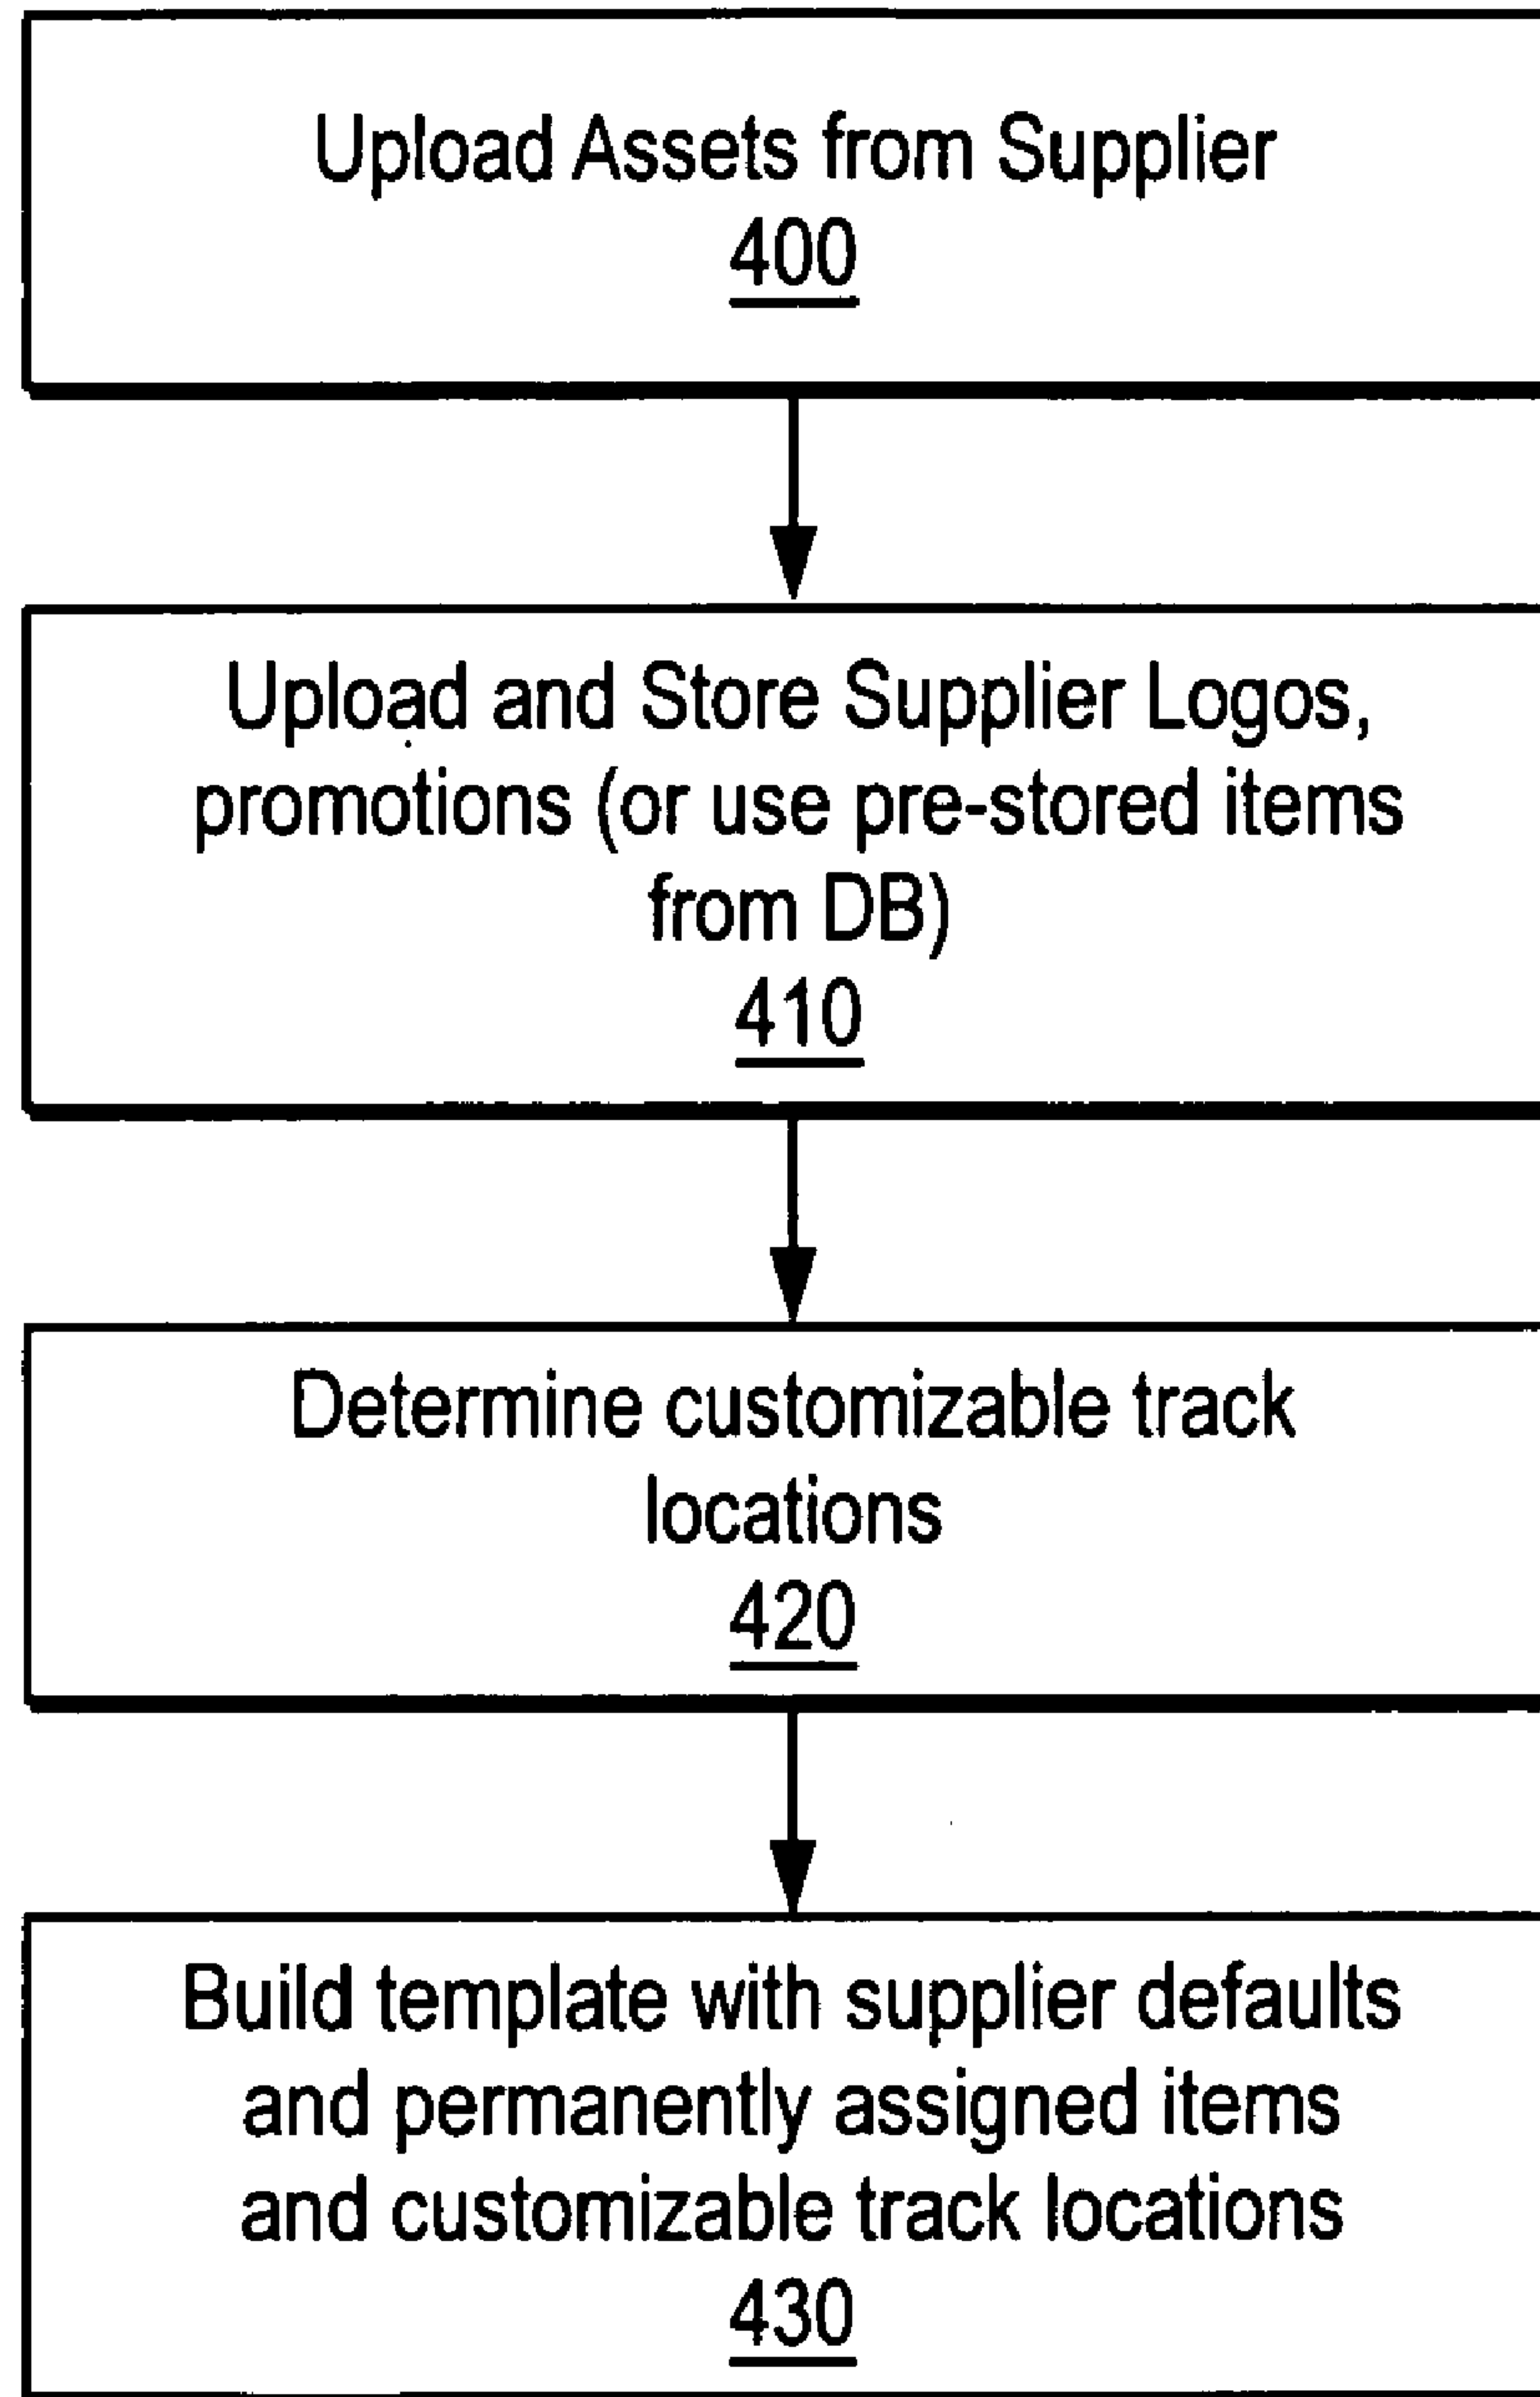 Upload Assets from Supplier
400
Upload and Store Supplier Logos,
promotions (or use pre-stored items
from DB)
410
Determine customizable track
locations
420
Build template with supplier defaults
and permanently assigned items
and customizable track locations
430